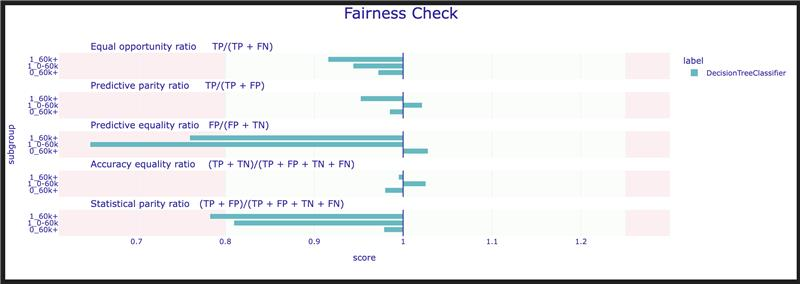 Fairness Check
Equal opportunity ratio TP/(TP + FN)
1_60k+
1_0-60k
0_60k+
Predictive parity ratio TP/(TP + FP)
1_60k+
1_0-60k
0_60k+
Predictive equality ratio FP/(FP + TN)
1_60k+
1_0-60k
0_60k+
Accuracy equality ratio (TP + TN)/(TP + FP + TN + FN)
1_60k+
1_0-60k
0_60k+
Statistical parity ratio (TP + FP)/(TP + FP + TN + FN)
1_60k+
1_0-60k
0_60k+
0.7 0.8 0.9 1 1.1 1.2
score
subgroup
label
DecisionTreeClassifier